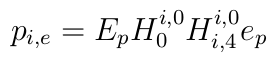 p_{i,e} = E_p H_0^{i,0} H_{i,4}^{i,0} e_p